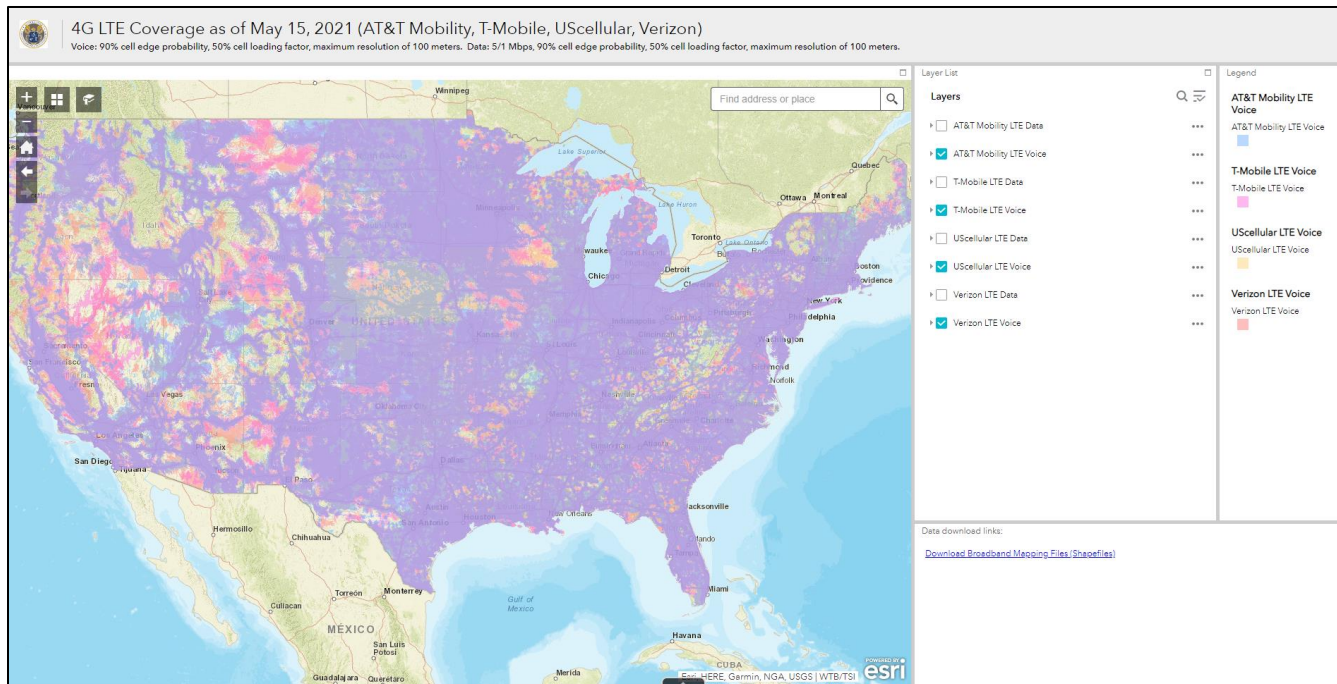 4G LTE Coverage as of May 15, 2021 (AT&T Mobility, T-Mobile, UScellular, Verizon)
Voice: 90% cell edge probability, 50% cell loading factor, maximum resolution of 100 meters. Data: 5/1 Mbps, 90% cell edge probability, 50% cell loading factor, maximum resolution of 100 meters.
Find address or place
Winnipeg
Lake Superior
Quebec
Ottawa
Montreal
Lake Huron
Toronto
Lake Ontario
Detroit
New York
Norfolk
Idaho
Las Vegas
Phoenix
San Diego
Tijuana
Hermosillo
Chihuahua
Torreón
Monterrey
Culiacan
MÉXICO
San Luis
Potosi
Guadalajara
Queretaro
Gulf of
Mexico
New Orleans
Miami
Havana
CUBA
Merida
Dallas
San Antonio
Esri, HERE, Garmin, NGA, USGS | WTB/TSI
POWERED BY
esri
Layer List
Layers
AT&T Mobility LTE Data
AT&T Mobility LTE Voice
T-Mobile LTE Data
T-Mobile LTE Voice
UScellular LTE Data
UScellular LTE Voice
Verizon LTE Data
Verizon LTE Voice
Legend
AT&T Mobility LTE
Voice
AT&T Mobility LTE Voice
T-Mobile LTE Voice
T-Mobile LTE Voice
UScellular LTE Voice
UScellular LTE Voice
Verizon LTE Voice
Verizon LTE Voice
Data download links:
Download Broadband Mapping Files (Shapefiles)